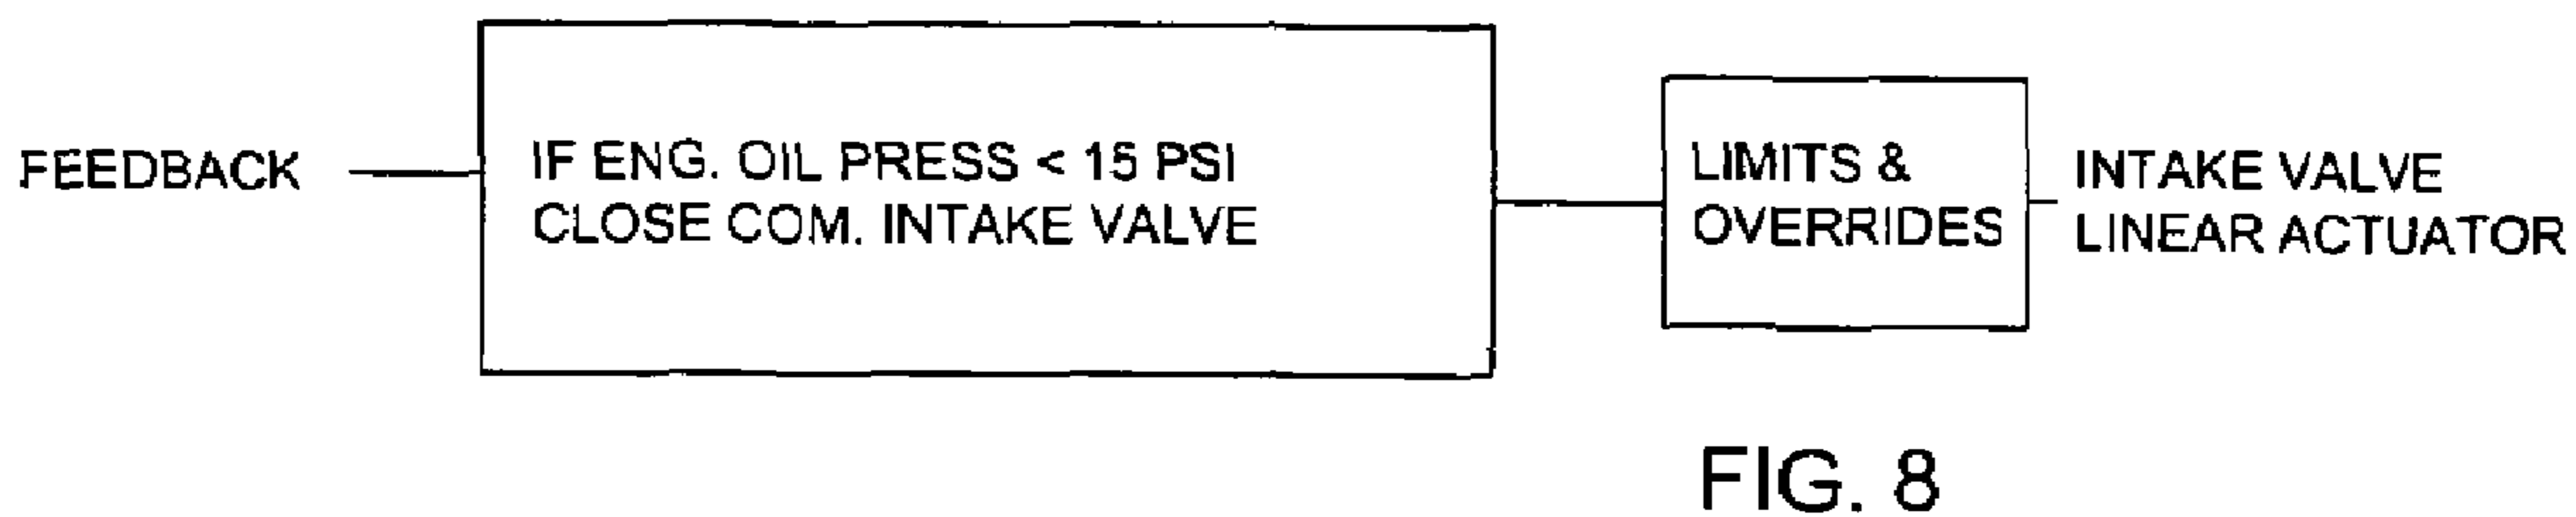 FEEDBACK
IF ENG. OIL PRESS < 15 PSI
CLOSE COM. INTAKE VALVE
LIMITS &
OVERRIDES
INTAKE VALVE
LINEAR ACTUATOR
FIG. 8